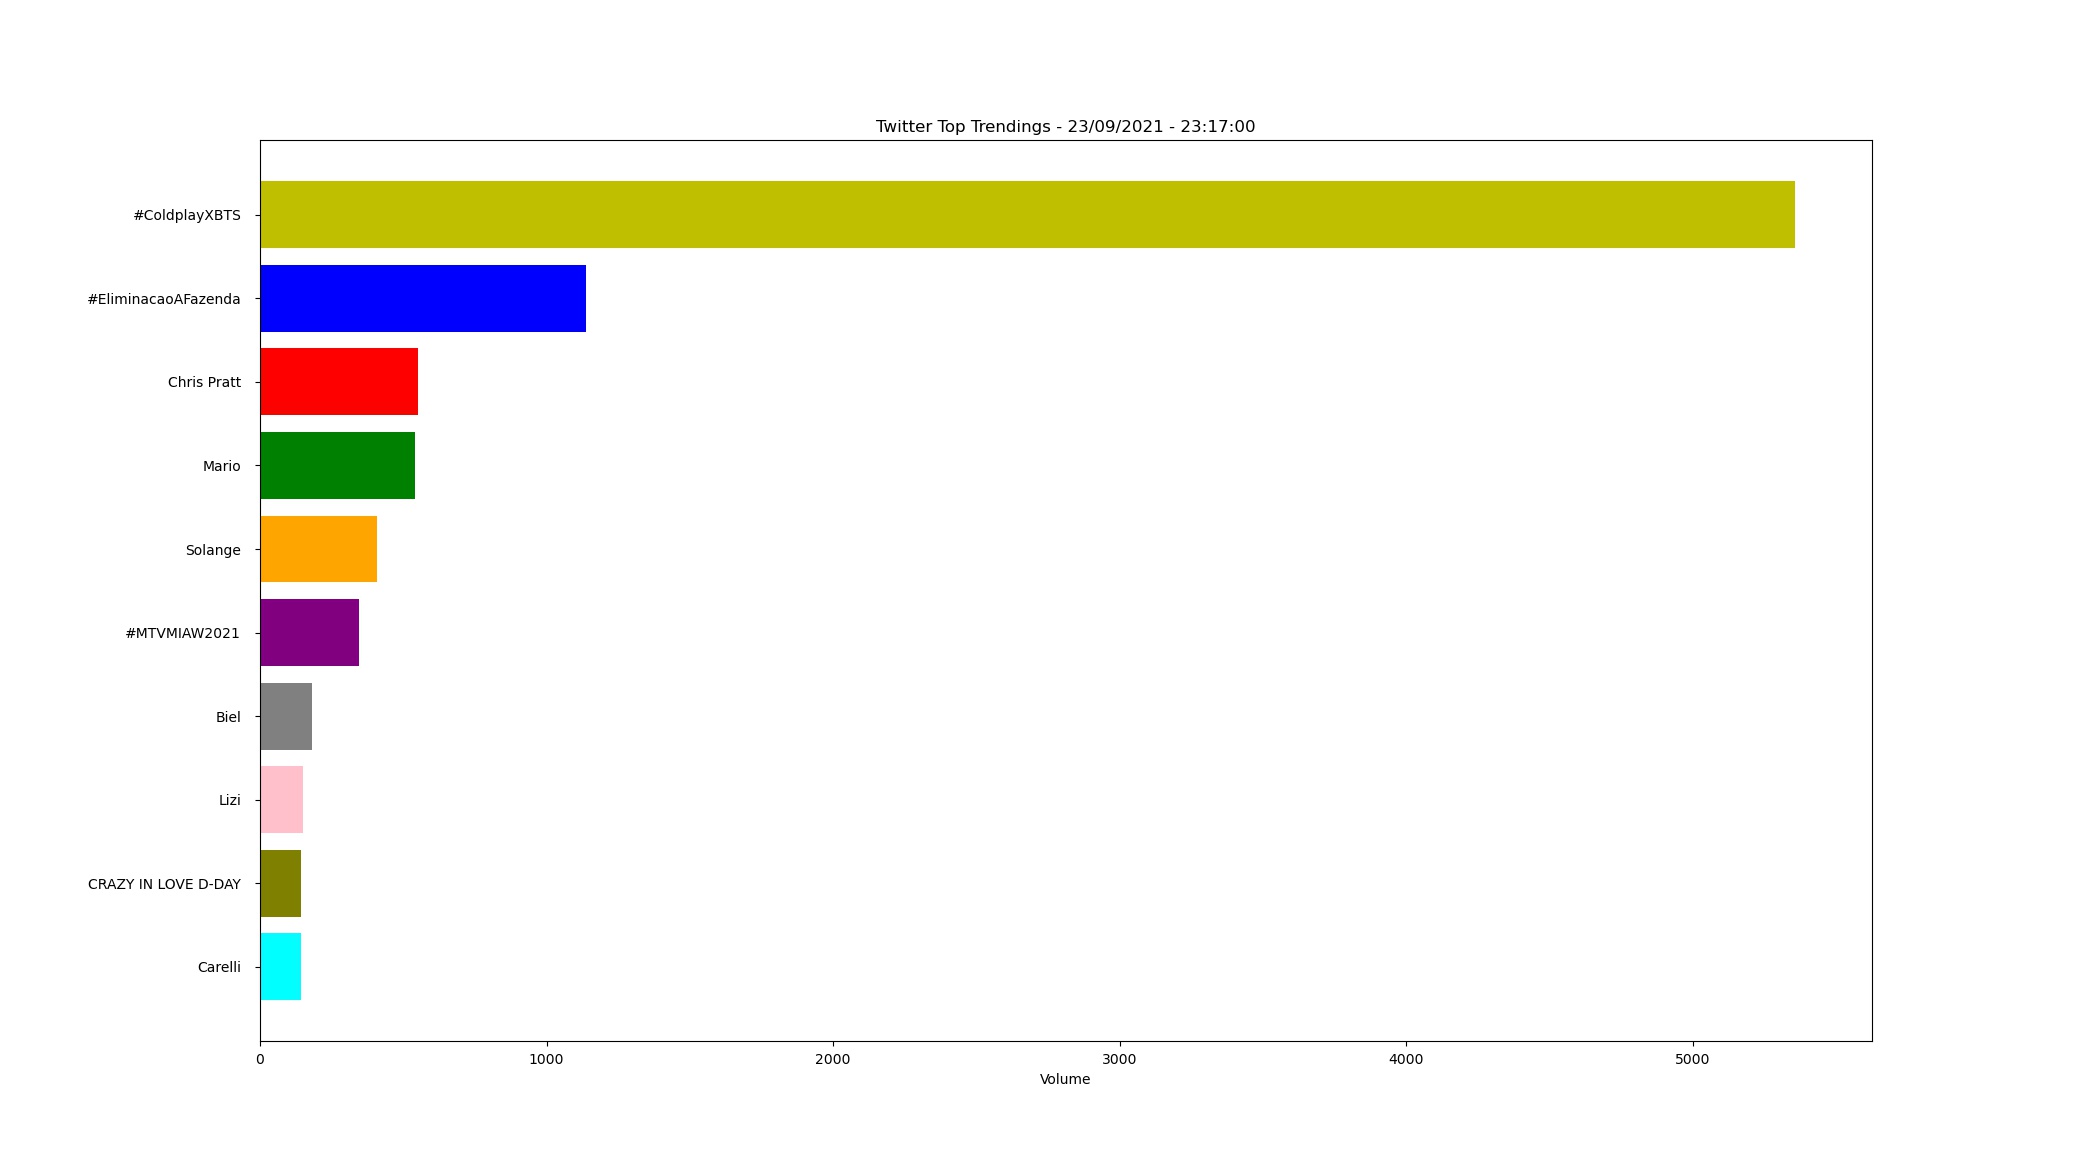 Twitter Top Trendings - 23/09/2021 - 23:17:00
#ColdplayXBTS
#EliminacaoAFazenda
Chris Pratt
Mario
Solange
#MTVMIAW2021
Biel
Lizi
CRAZY IN LOVE D-DAY
Carelli
0 1000 2000 3000 4000 5000
Volume